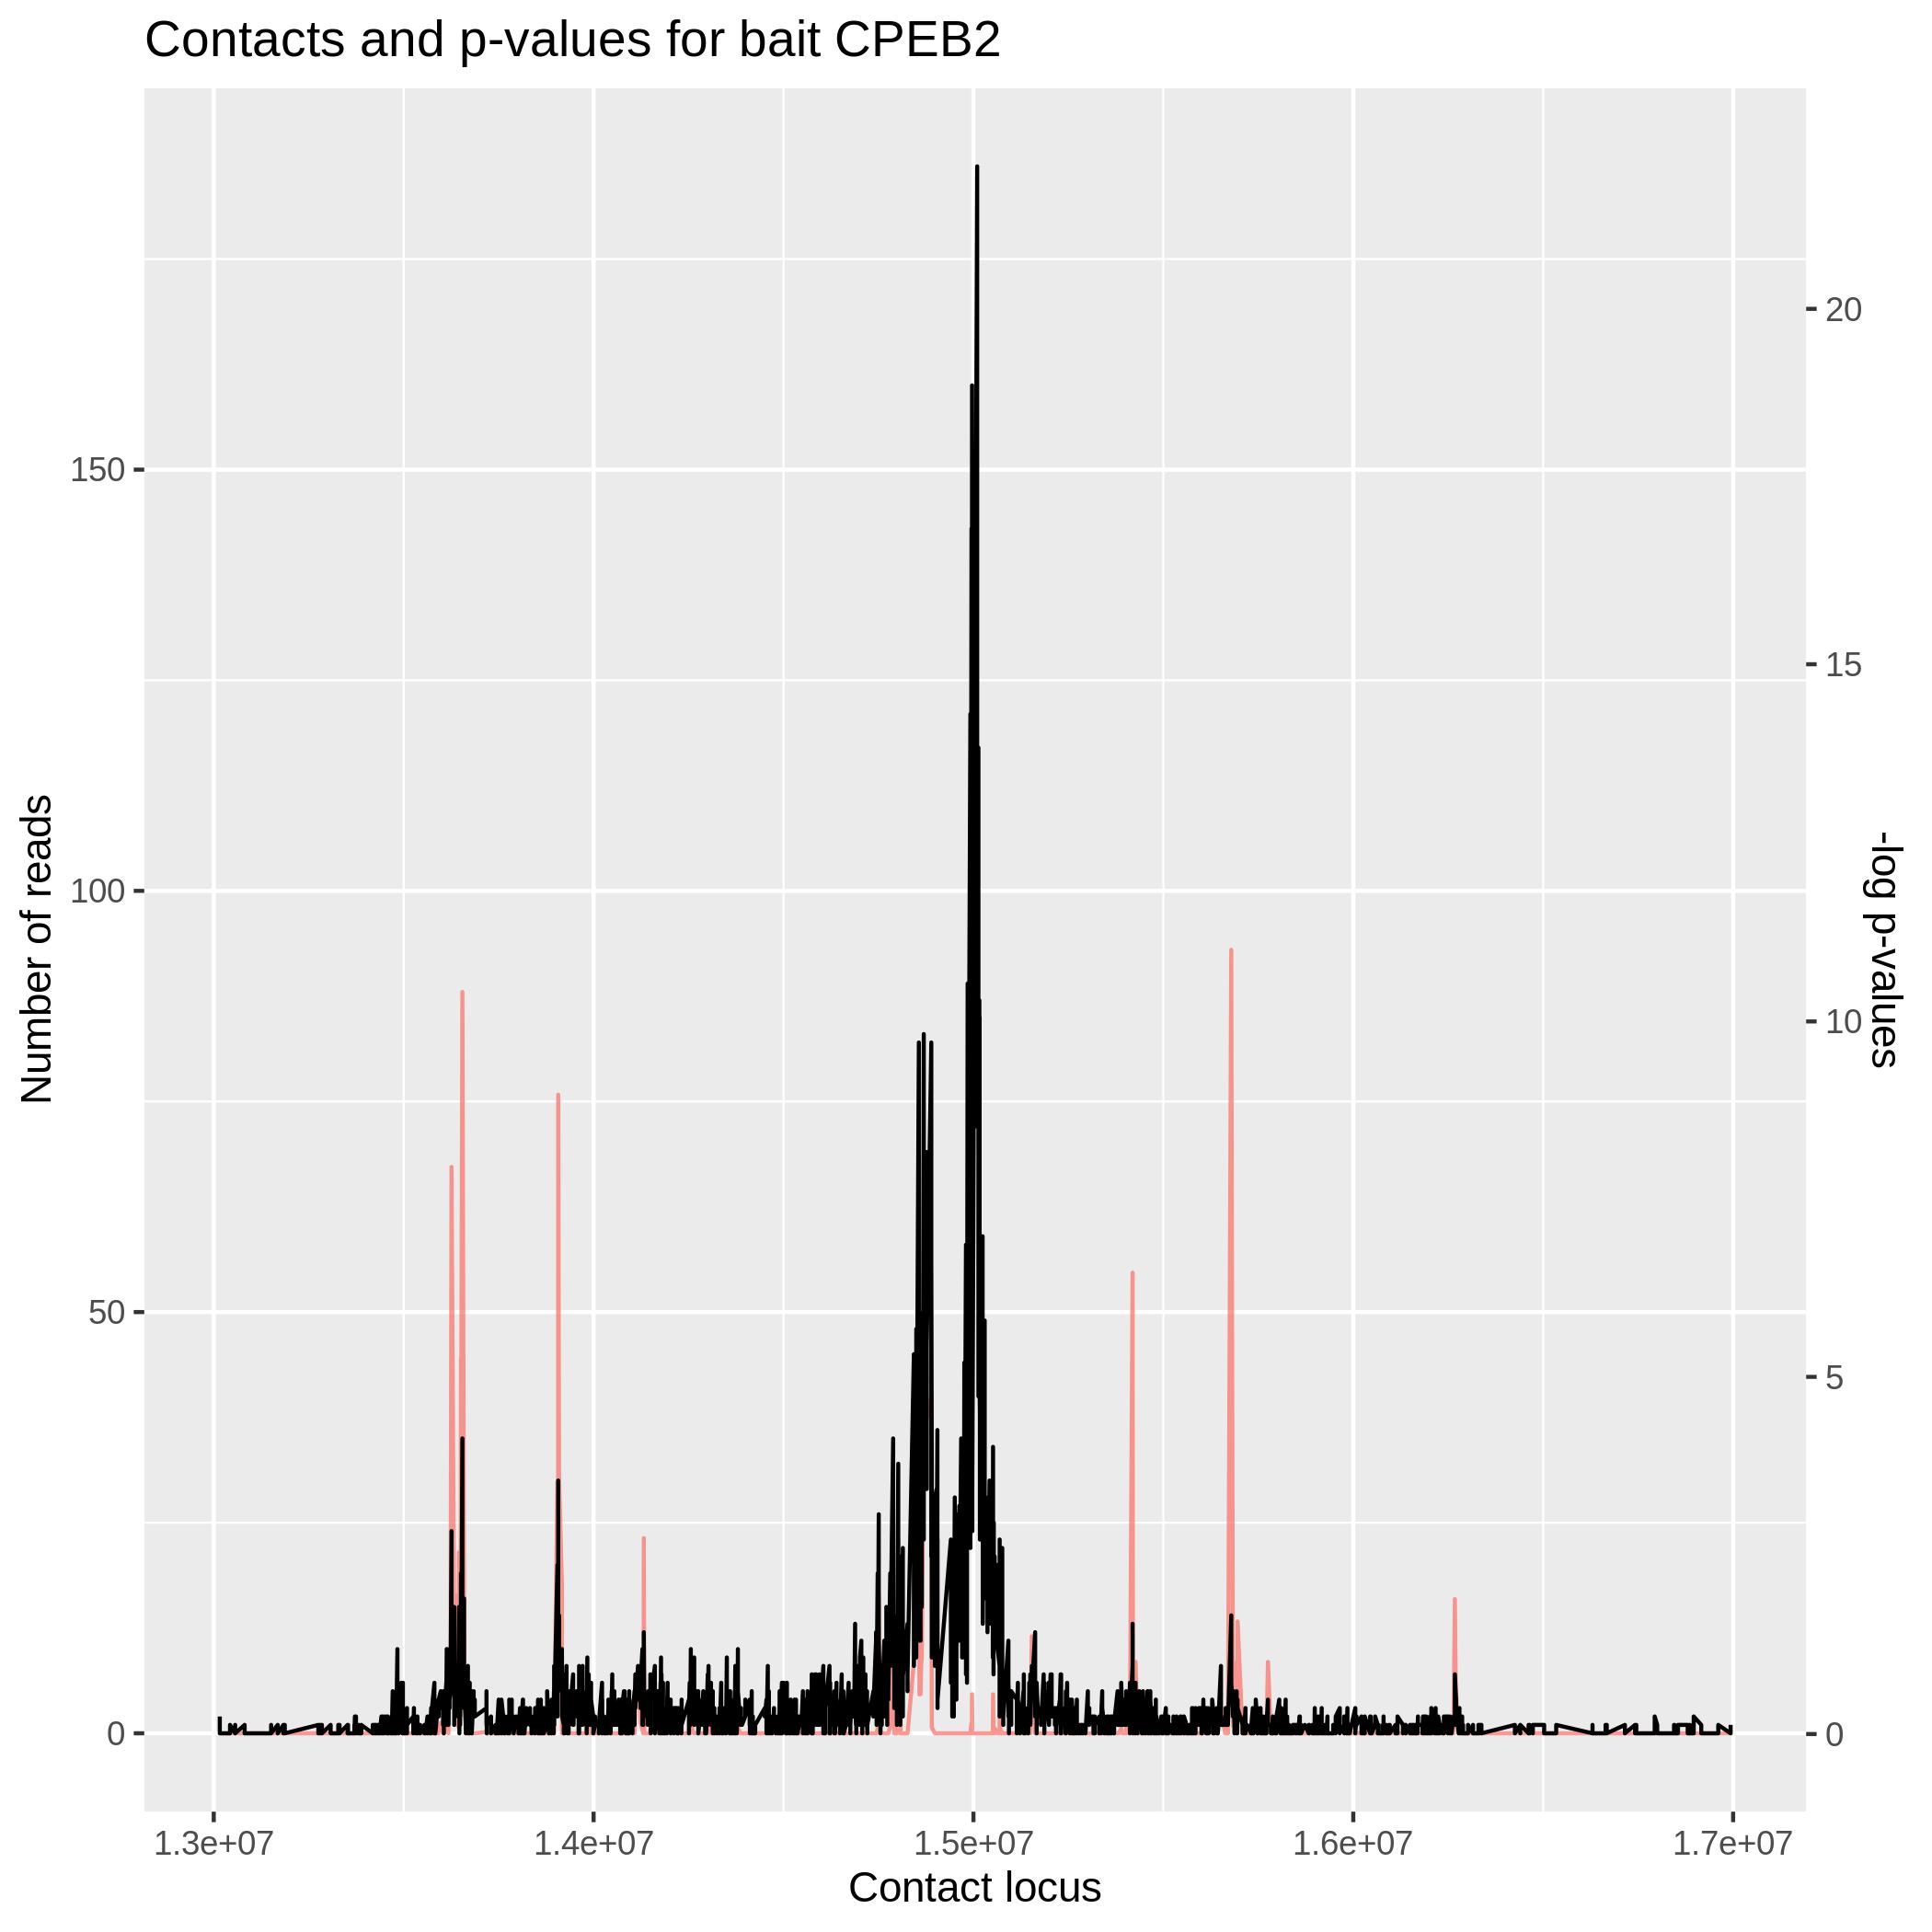 Contacts and p-values for bait CPEB2
Number of reads
150
100
50
0
20
15
10
5
0
-log p-values
1.3e+07
1.4e+07
1.5e+07
1.6e+07
1.7e+07
Contact locus